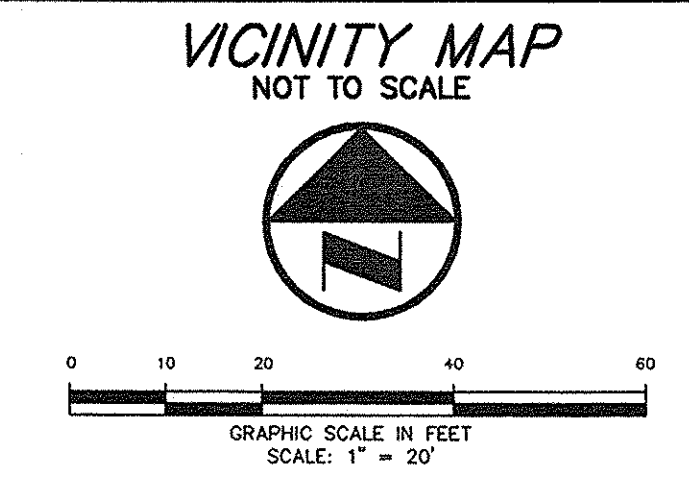 VICINITY MAP
NOT TO SCALE
N
0 10 20 40 60
GRAPHIC SCALE IN FEET
SCALE: 1" = 20'